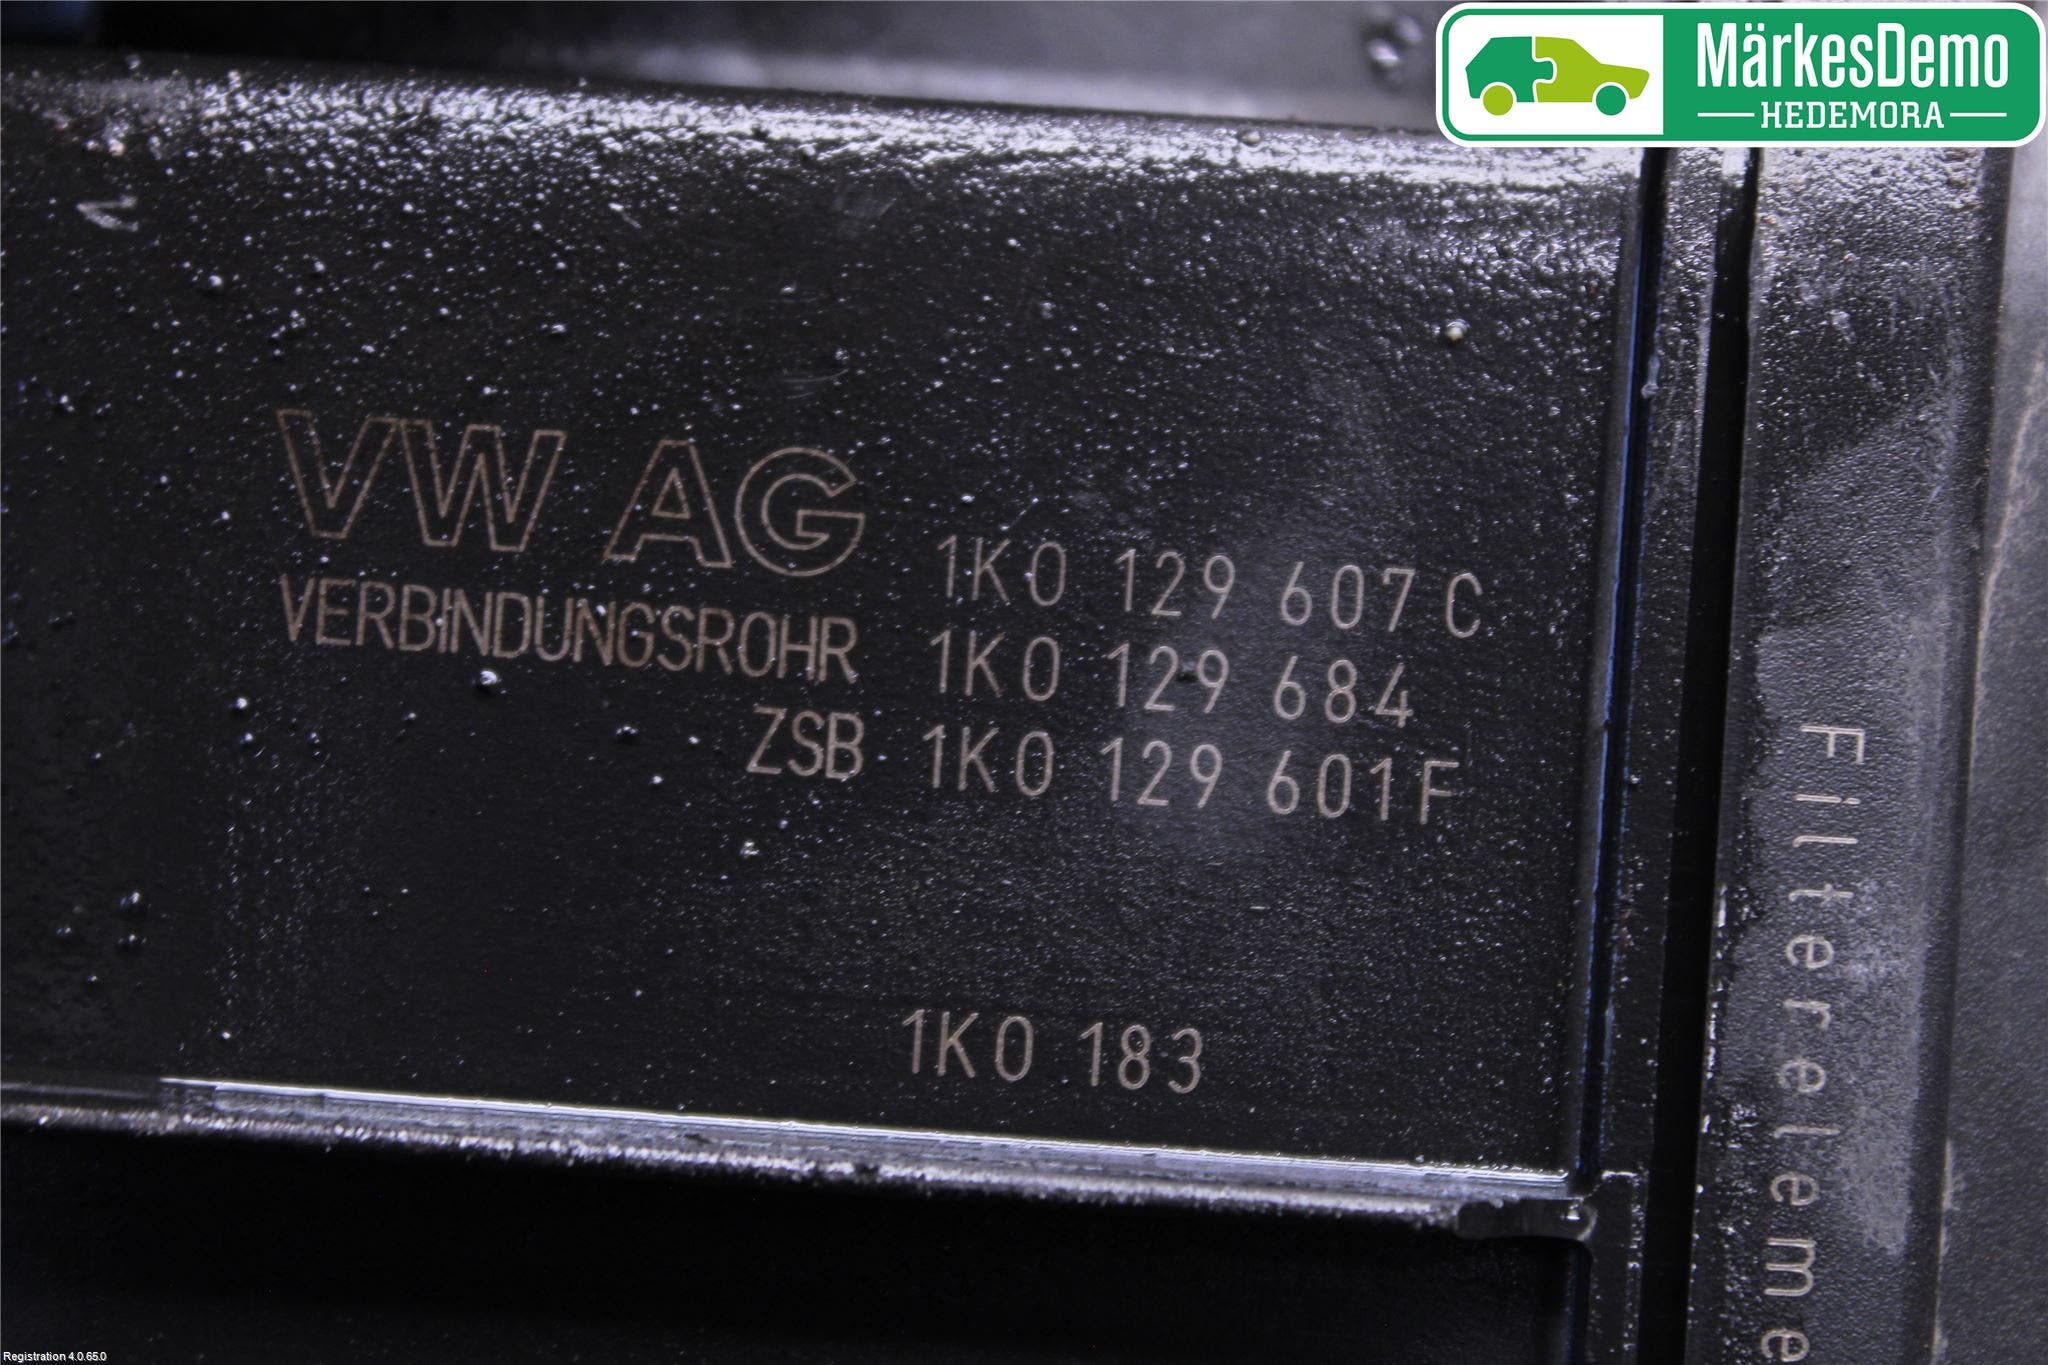 MärkesDemo
HEDEMORA
VW AG 1K0 129 607 C
VERBINDUNGSROHR 1K0 129 684
ZSB 1K0 129 601 F
1K0 183
Filtereleme
Registration 4.0.65.0